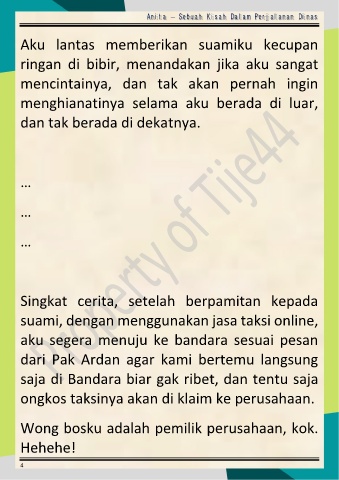 Anita – Sebuah Kisah Dalam Perjalanan Dinas
Aku lantas memberikan suamiku kecupan
ringan di bibir, menandakan jika aku sangat
mencintainya, dan tak akan pernah ingin
menghianatinya selama aku berada di luar,
dan tak berada di dekatnya.
...
...
...
Property of Tije44
Singkat cerita, setelah berpamitan kepada
suami, dengan menggunakan jasa taksi online,
aku segera menuju ke bandara sesuai pesan
dari Pak Ardan agar kami bertemu langsung
saja di Bandara biar gak ribet, dan tentu saja
ongkos taksinya akan di klaim ke perusahaan.
Wong bosku adalah pemilik perusahaan, kok.
Hehehe!
4